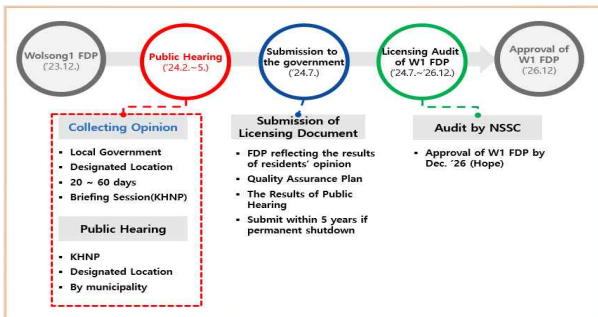 Wolsong1 FDP
('23.12.)
Public Hearing
('24.2.~5.)
Submission to
the government
('24.7.)
Licensing Audit
of W1 FDP
('24.7.~'26.12.)
Approval of
W1 FDP
('26.12)
Collecting Opinion
• Local Government
• Designated Location
• 20 ~ 60 days
• Briefing Session(KHNP)
Public Hearing
• KHNP
• Designated Location
• By municipality
Submission of
Licensing Document
• FDP reflecting the results
of residents' opinion
• Quality Assurance Plan
• The Results of Public
Hearing
• Submit within 5 years if
permanent shutdown
Audit by NSSC
• Approval of W1 FDP by
Dec. '26 (Hope)